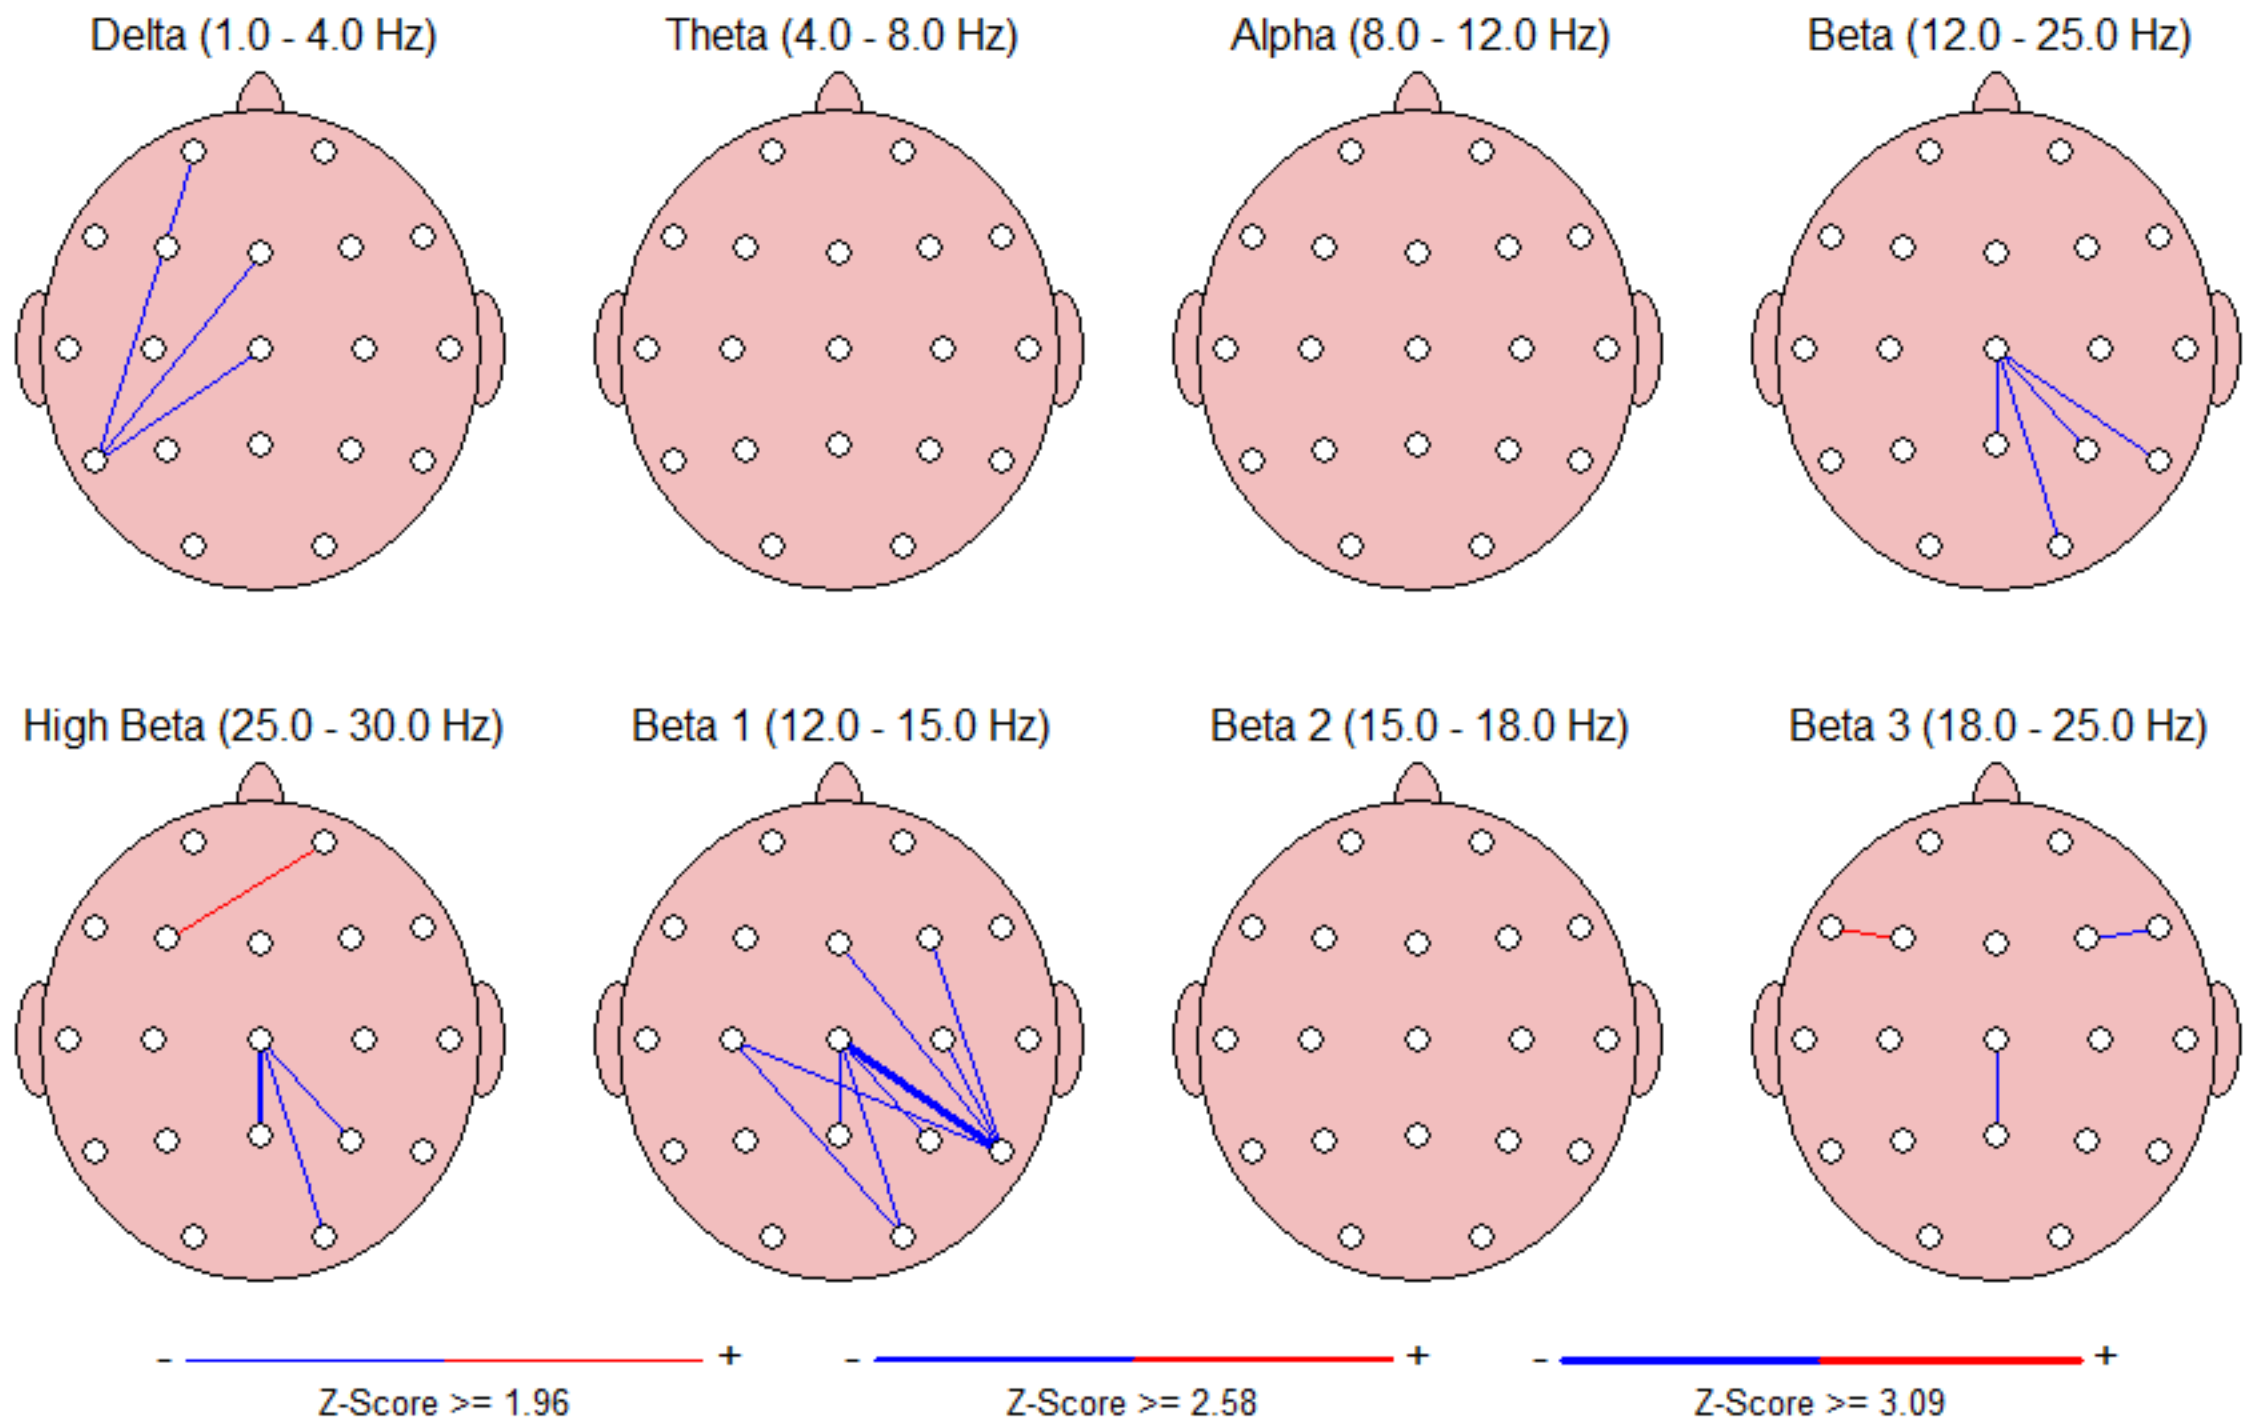 Delta (1.0 - 4.0 Hz) Theta (4.0 - 8.0 Hz) Alpha (8.0 - 12.0 Hz) Beta (12.0 - 25.0 Hz)
High Beta (25.0 - 30.0 Hz) Beta 1 (12.0 - 15.0 Hz) Beta 2 (15.0 - 18.0 Hz) Beta 3 (18.0 - 25.0 Hz)
- + - + - +
Z-Score >= 1.96 Z-Score >= 2.58 Z-Score >= 3.09